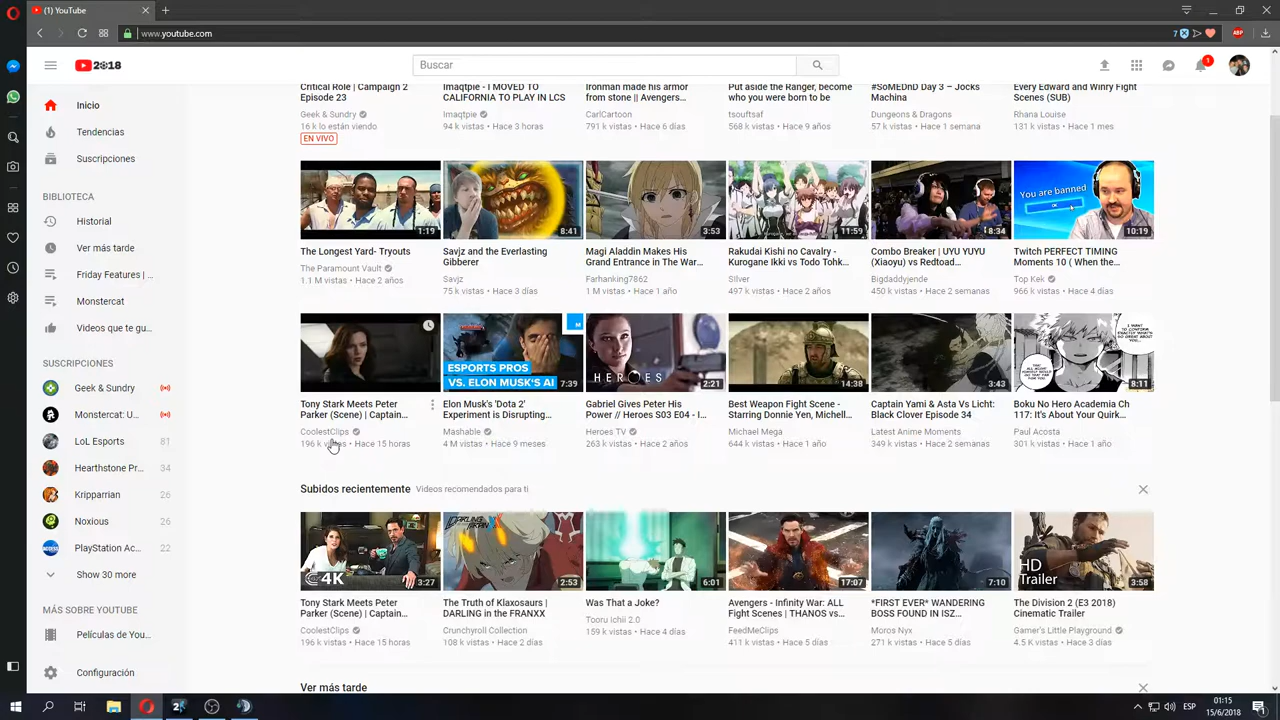 (1) YouTube
www.youtube.com
7
ABP
2018
Buscar
1
Inicio
Tendencias
Suscripciones
BIBLIOTECA
Historial
Ver más tarde
Friday Features | ...
Monstercat
Videos que te gu...
SUSCRIPCIONES
Geek & Sundry
Monstercat: U...
LoL Esports 81
Hearthstone Pr... 34
Kripparrian 26
Noxious 26
PlayStation Ac... 22
Show 30 more
MÁS SOBRE YOUTUBE
Películas de You...
Configuración
Critical Role | Campaign 2
Episode 23
Geek & Sundry
16 k lo están viendo
EN VIVO
Imaqtpie - I MOVED TO
CALIFORNIA TO PLAY IN LCS
Imaqtpie
94 k vistas • Hace 3 horas
Ironman made his armor
from stone || Avengers...
CarlCartoon
791 k vistas • Hace 6 días
Put aside the Ranger, become
who you were born to be
tsouftsaf
568 k vistas • Hace 9 años
#SoMEDnD Day 3 – Jocks
Machina
Dungeons & Dragons
57 k vistas • Hace 1 semana
Every Edward and Winry Fight
Scenes (SUB)
Rhana Louise
131 k vistas • Hace 1 mes
1:19
The Longest Yard- Tryouts
The Paramount Vault
1.1 M vistas • Hace 2 años
8:41
Savjz and the Everlasting
Gibberer
Savjz
75 k vistas • Hace 3 días
3:53
Magi Aladdin Makes His
Grand Entrance in The War...
Farhanking7862
1 M vistas • Hace 1 año
11:59
Rakudai Kishi no Cavalry -
Kurogane Ikki vs Todo Tohk...
SIlver
497 k vistas • Hace 2 años
8:34
Combo Breaker | UYU YUYU
(Xiaoyu) vs Redtoad...
Bigdaddyjende
450 k vistas • Hace 2 semanas
You are banned
OK
10:19
Twitch PERFECT TIMING
Moments 10 ( When the...
Top Kek
966 k vistas • Hace 4 días
Tony Stark Meets Peter
Parker (Scene) | Captain...
CoolestClips
196 k vistas • Hace 15 horas
M
ESPORTS PROS
VS. ELON MUSK'S AI
7:39
Elon Musk's 'Dota 2'
Experiment is Disrupting...
Mashable
4 M vistas • Hace 9 meses
HEROES
2:21
Gabriel Gives Peter His
Power // Heroes S03 E04 - I...
Heroes TV
263 k vistas • Hace 2 años
14:38
Best Weapon Fight Scene -
Starring Donnie Yen, Michell...
Michael Mega
644 k vistas • Hace 1 año
3:43
Captain Yami & Asta Vs Licht:
Black Clover Episode 34
Latest Anime Moments
349 k vistas • Hace 2 semanas
I WANT TO
CONFIRM
EXACTLY WHAT'S
SO GREAT ABOUT
YOU...
8:11
Boku No Hero Academia Ch
117: It's About Your Quirk...
Paul Acosta
301 k vistas • Hace 1 año
Subidos recientemente Videos recomendados para ti
4K
3:27
Tony Stark Meets Peter
Parker (Scene) | Captain...
CoolestClips
196 k vistas • Hace 15 horas
2:53
The Truth of Klaxosaurs |
DARLING in the FRANXX
Crunchyroll Collection
108 k vistas • Hace 2 días
6:01
Was That a Joke?
Tooru ichii 2.0
159 k vistas • Hace 4 días
17:07
Avengers - Infinity War: ALL
Fight Scenes | THANOS vs...
FeedMeClips
411 k vistas • Hace 5 días
7:10
*FIRST EVER* WANDERING
BOSS FOUND IN ISZ...
Moros Nyx
271 k vistas • Hace 5 días
HD
Trailer
3:58
The Division 2 (E3 2018)
Cinematic Trailer
Gamer's Little Playground
4.5 K vistas • Hace 3 días
Ver más tarde
ESP
01:15
15/6/2018